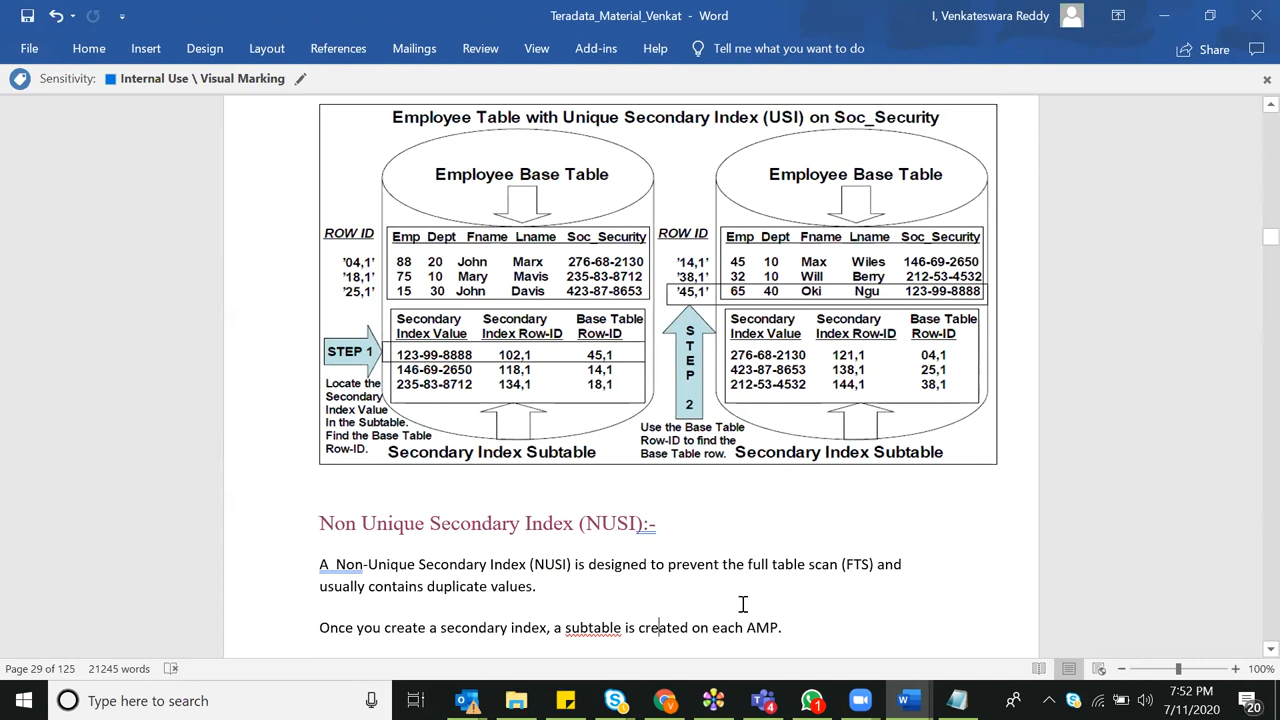 Teradata_Material_Venkat - Word
I, Venkateswara Reddy
File Home Insert Design Layout References Mailings Review View Add-ins Help Tell me what you want to do Share
Sensitivity: Internal Use \ Visual Marking
Employee Table with Unique Secondary Index (USI) on Soc_Security
Employee Base Table Employee Base Table
ROW ID Emp Dept Fname Lname Soc_Security ROW ID Emp Dept Fname Lname Soc_Security
'04,1' 88 20 John Marx 276-68-2130 '14,1' 45 10 Max Wiles 146-69-2650
'18,1' 75 10 Mary Mavis 235-83-8712 '38,1' 32 10 Will Berry 212-53-4532
'25,1' 15 30 John Davis 423-87-8653 '45,1' 65 40 Oki Ngu 123-99-8888
Secondary Secondary Base Table Secondary Secondary Base Table
Index Value Index Row-ID Row-ID Index Value Index Row-ID Row-ID
STEP 1 123-99-8888 102,1 45,1 276-68-2130 121,1 04,1
146-69-2650 118,1 14,1 423-87-8653 138,1 25,1
235-83-8712 134,1 18,1 212-53-4532 144,1 38,1
STEP 2
Locate the
Secondary
Index Value
In the Subtable.
Find the Base Table
Row-ID.
Use the Base Table
Row-ID to find the
Base Table row.
Secondary Index Subtable Secondary Index Subtable
Non Unique Secondary Index (NUSI):-
A  Non-Unique Secondary Index (NUSI) is designed to prevent the full table scan (FTS) and
usually contains duplicate values.
Once you create a secondary index, a subtable is created on each AMP.
Page 29 of 125 21245 words 100%
Type here to search
4
1
7:52 PM
7/11/2020
20